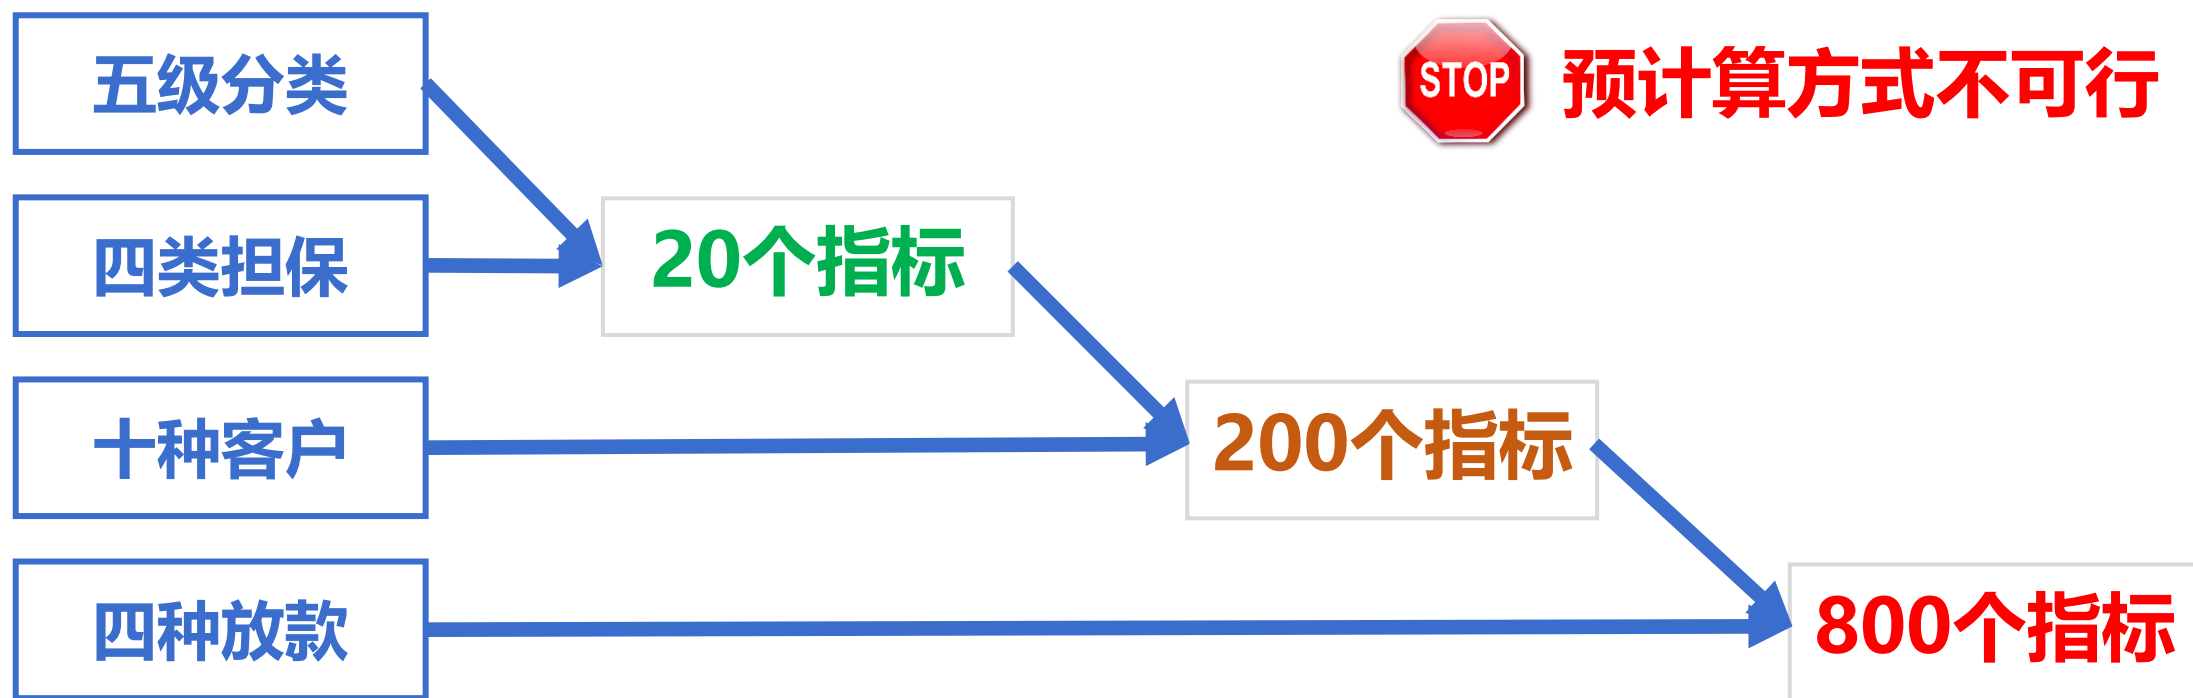 五级分类
STOP
预计算方式不可行
四类担保
20个指标
十种客户
200个指标
四种放款
800个指标